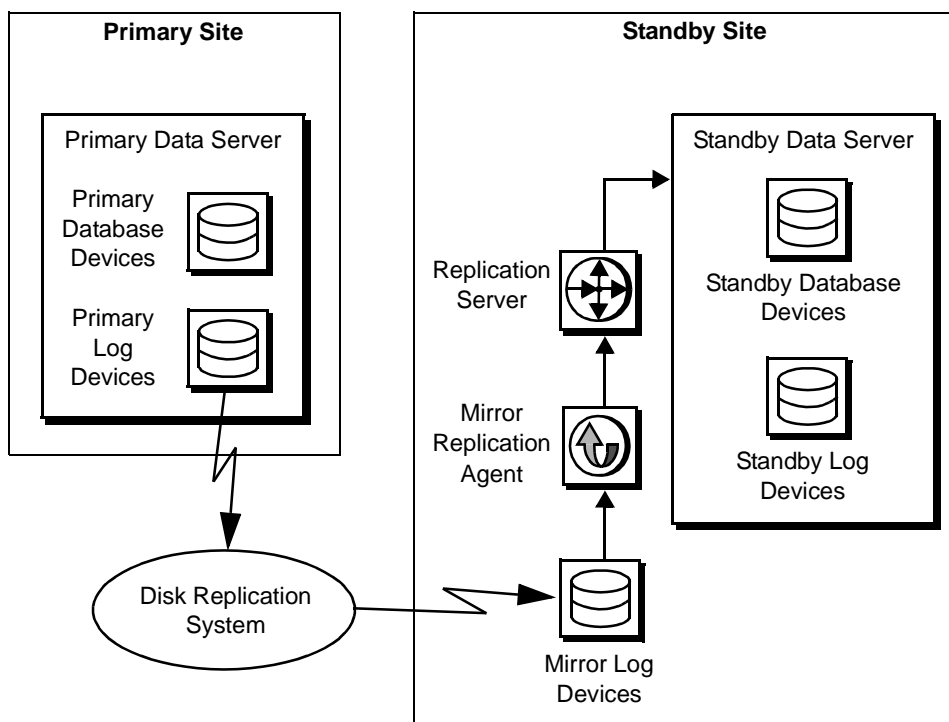 Primary Site
Primary Data Server
Primary
Database
Devices
Primary
Log
Devices
Disk Replication
System
Standby Site
Standby Data Server
Standby Database
Devices
Standby Log
Devices
Replication
Server
Mirror
Replication
Agent
Mirror Log
Devices